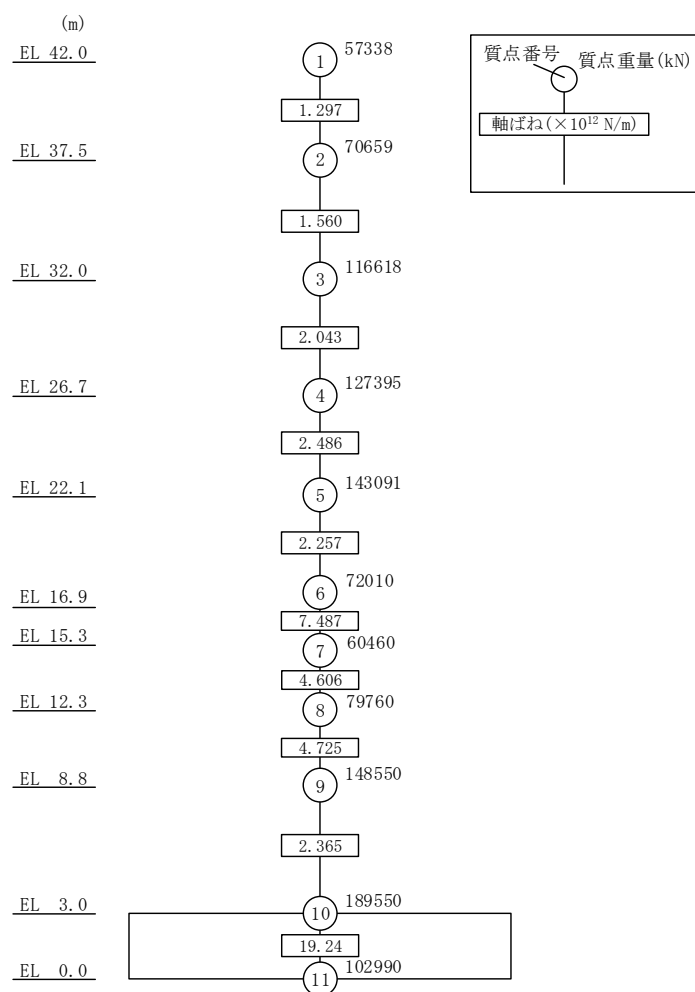 (m)
EL 42.0 1 57338
1.297
EL 37.5 2 70659
1.560
EL 32.0 3 116618
2.043
EL 26.7 4 127395
2.486
EL 22.1 5 143091
2.257
EL 16.9 6 72010
7.487
EL 15.3 7 60460
4.606
EL 12.3 8 79760
4.725
EL 8.8 9 148550
2.365
EL 3.0 10 189550
19.24
EL 0.0 11 102990
質点番号 質点重量(kN)
軸ばね(×10¹² N/m)